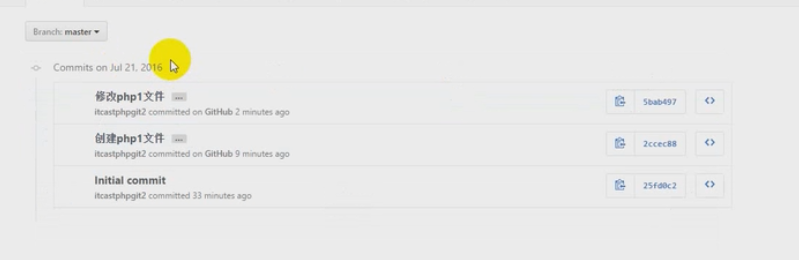 Branch: master
Commits on Jul 21, 2016
修改php1文件 ...
itcastphpgit2 committed on GitHub 2 minutes ago
5bab497
创建php1文件 ...
itcastphpgit2 committed on GitHub 9 minutes ago
2ccec88
Initial commit
itcastphpgit2 committed 33 minutes ago
25fd0c2